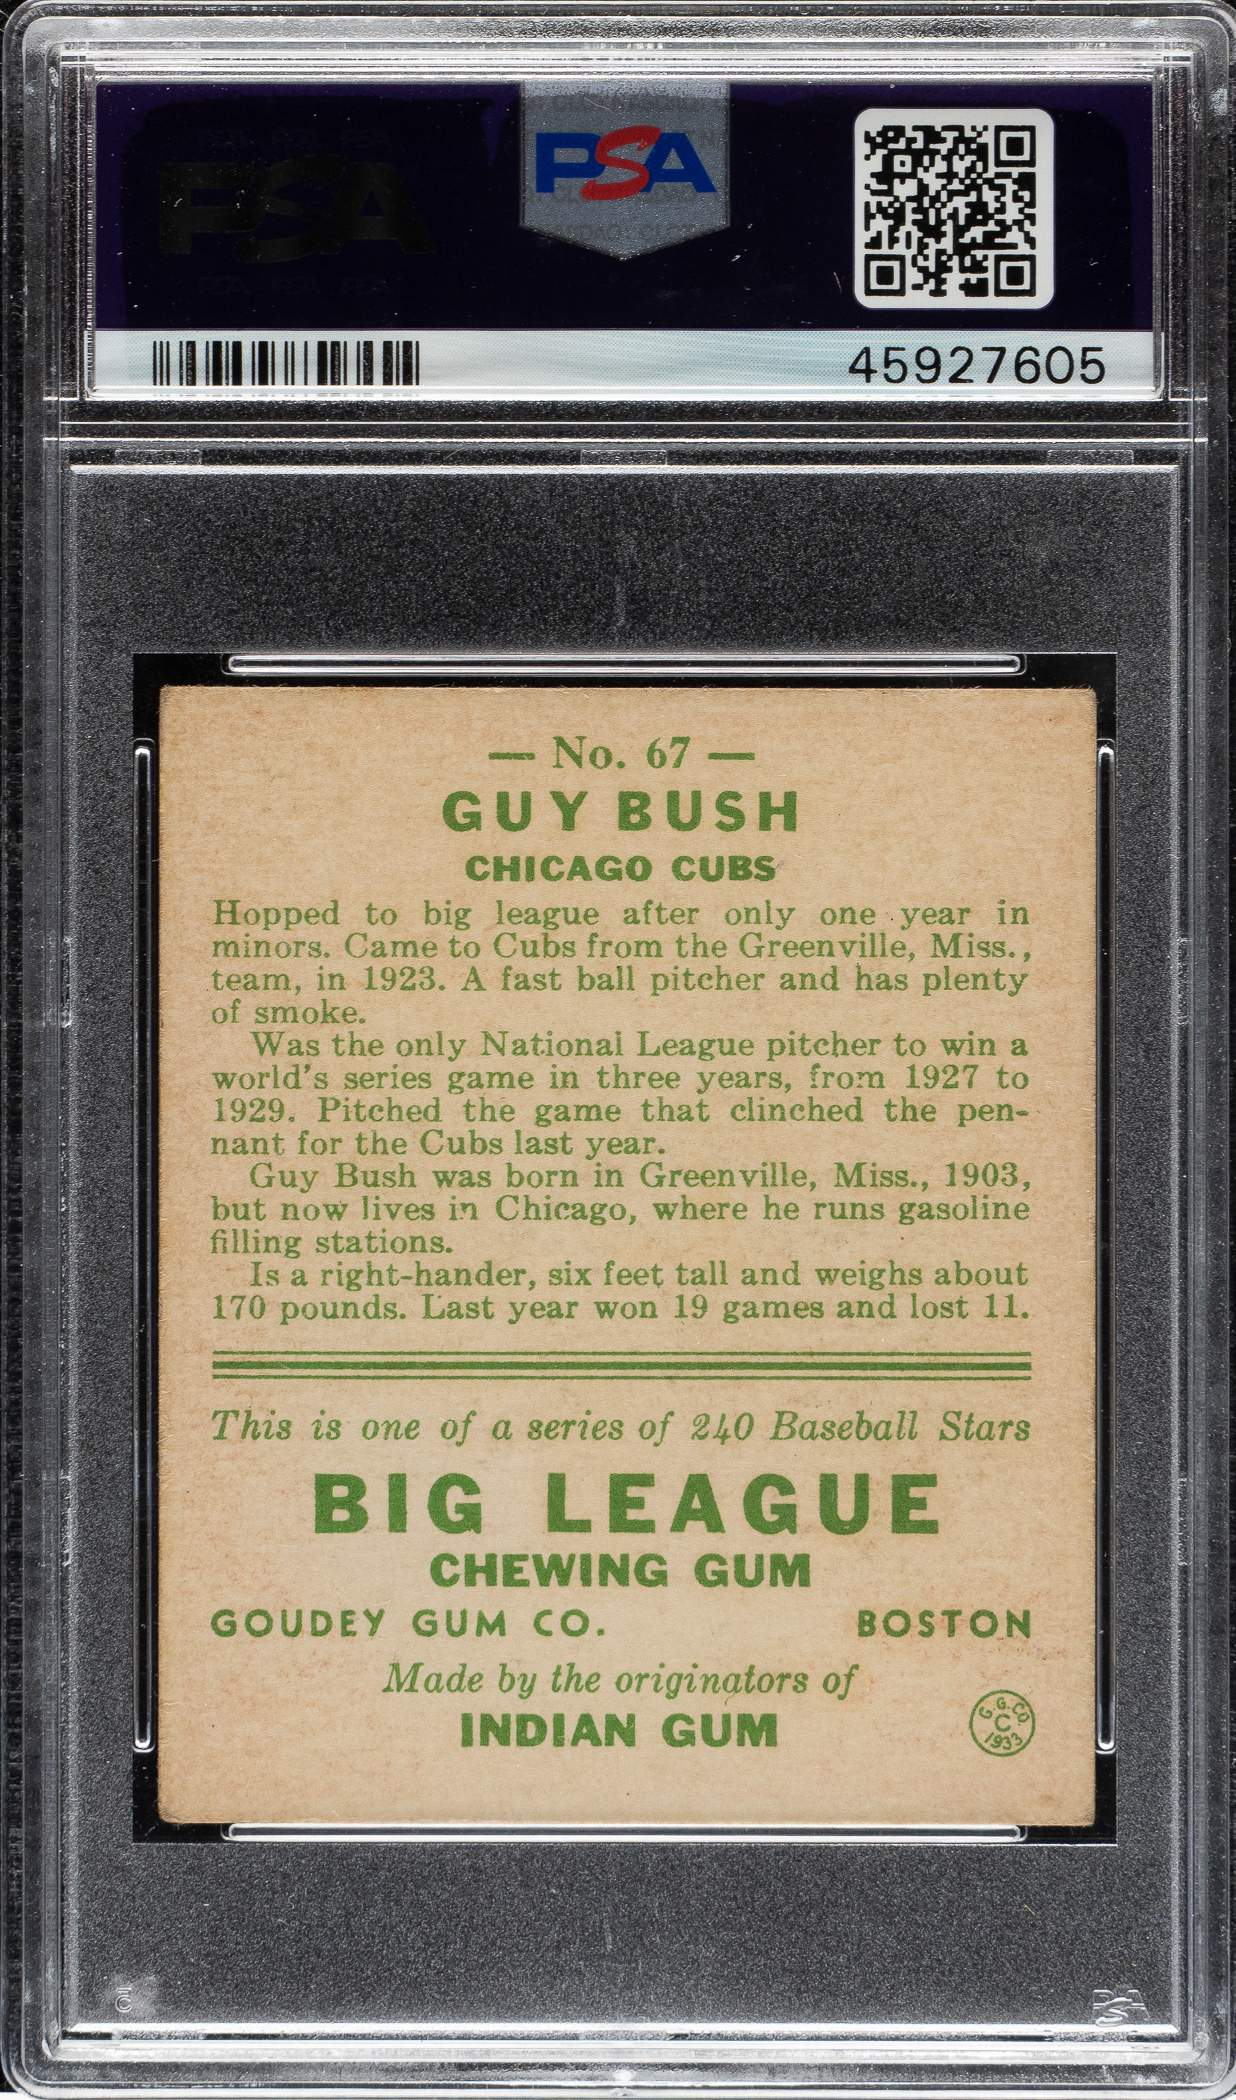 PSA
45927605
— No. 67 —
GUY BUSH
CHICAGO CUBS
Hopped to big league after only one year in
minors. Came to Cubs from the Greenville, Miss.,
team, in 1923. A fast ball pitcher and has plenty
of smoke.
Was the only National League pitcher to win a
world's series game in three years, from 1927 to
1929. Pitched the game that clinched the pen-
nant for the Cubs last year.
Guy Bush was born in Greenville, Miss., 1903,
but now lives in Chicago, where he runs gasoline
filling stations.
Is a right-hander, six feet tall and weighs about
170 pounds. Last year won 19 games and lost 11.
This is one of a series of 240 Baseball Stars
BIG LEAGUE
CHEWING GUM
GOUDEY GUM CO. BOSTON
Made by the originators of
INDIAN GUM
G. G. CO
C
1933
PSA